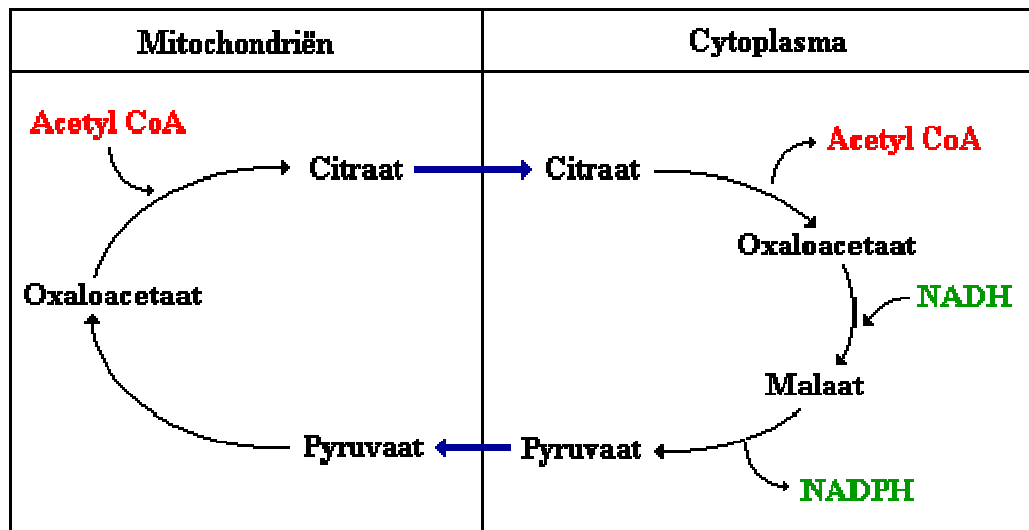 Mitochondriën
Cytoplasma
Acetyl CoA
Citraat
Citraat
Acetyl CoA
Oxaloacetaat
Oxaloacetaat
NADH
Malaat
Pyruvaat
Pyruvaat
NADPH